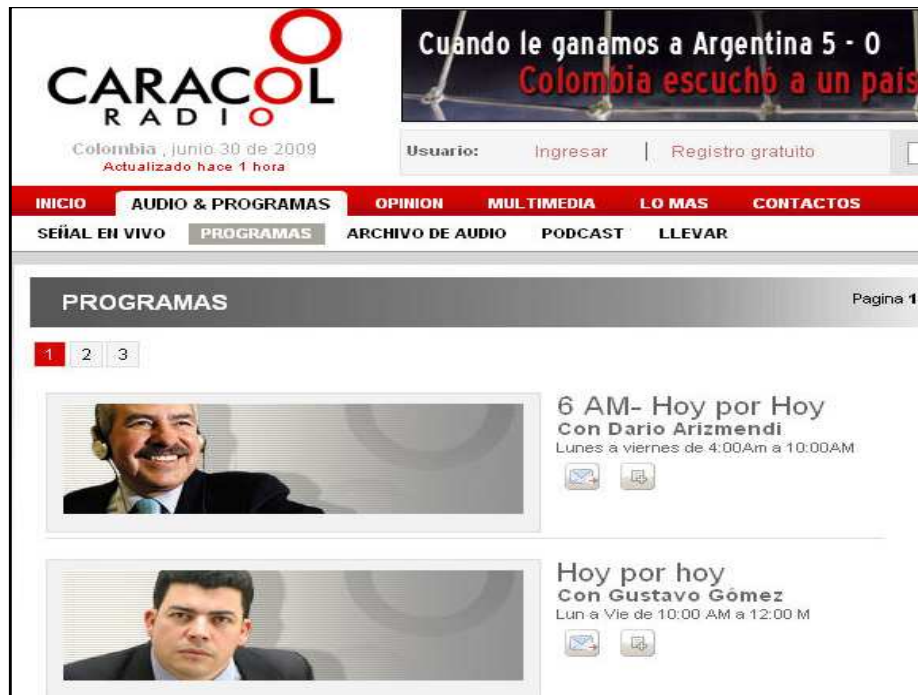 CARACOL
RADIO
Cuando le ganamos a Argentina 5 - 0
Colombia escuchó a un país
Colombia , junio 30 de 2009
Actualizado hace 1 hora
Usuario: Ingresar | Registro gratuito
INICIO AUDIO & PROGRAMAS OPINION MULTIMEDIA LO MAS CONTACTOS
SEÑAL EN VIVO PROGRAMAS ARCHIVO DE AUDIO PODCAST LLEVAR
PROGRAMAS Pagina 1
1 2 3
6 AM- Hoy por Hoy
Con Dario Arizmendi
Lunes a viernes de 4:00Am a 10:00AM
Hoy por hoy
Con Gustavo Gómez
Lun a Vie de 10:00 AM a 12:00 M